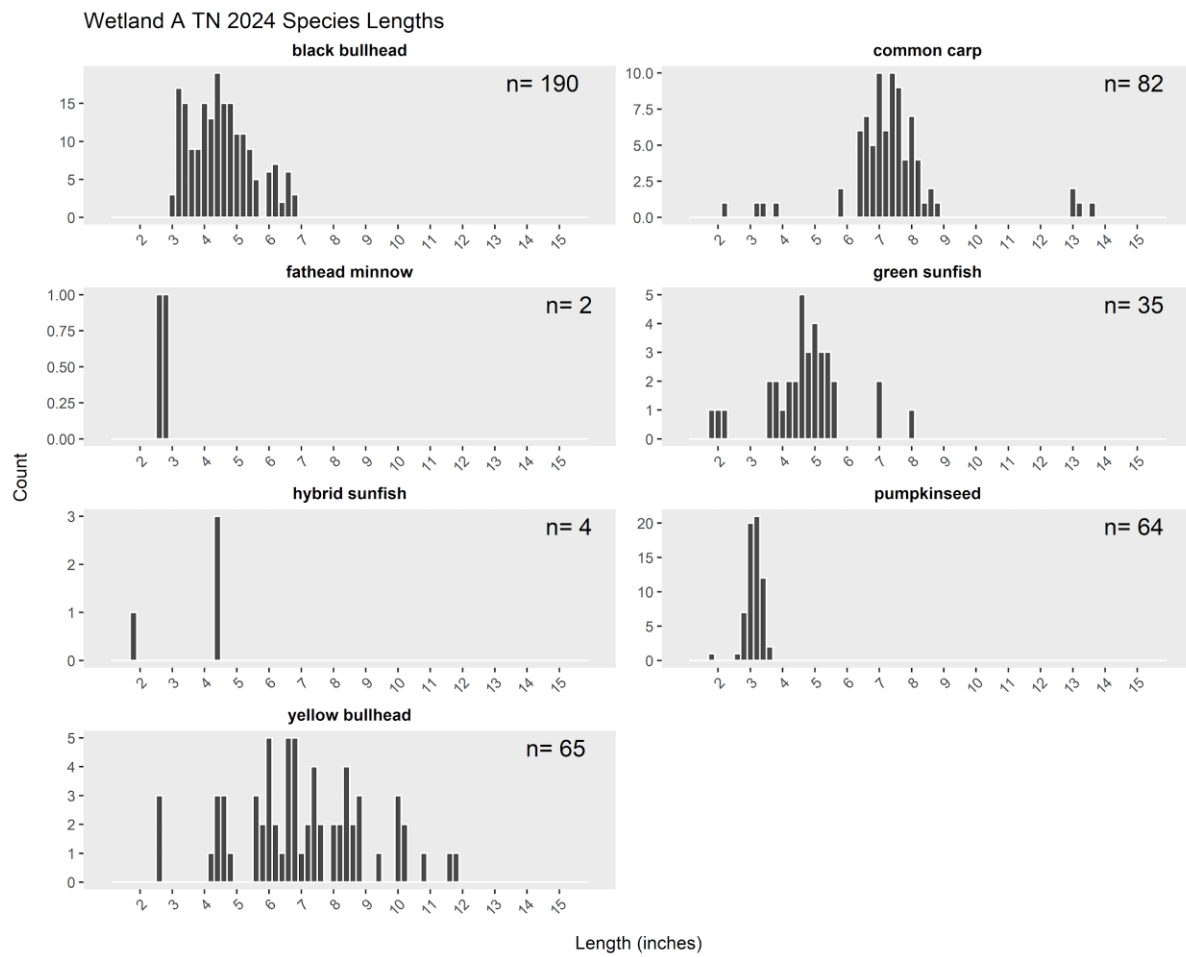 Wetland A TN 2024 Species Lengths
black bullhead
n= 190
15
10
5
0
2 3 4 5 6 7 8 9 10 11 12 13 14 15
common carp
n= 82
10.0
7.5
5.0
2.5
0.0
2 3 4 5 6 7 8 9 10 11 12 13 14 15
fathead minnow
n= 2
1.00
0.75
0.50
0.25
0.00
2 3 4 5 6 7 8 9 10 11 12 13 14 15
green sunfish
n= 35
5
4
3
2
1
0
2 3 4 5 6 7 8 9 10 11 12 13 14 15
Count
hybrid sunfish
n= 4
3
2
1
0
2 3 4 5 6 7 8 9 10 11 12 13 14 15
pumpkinseed
n= 64
20
15
10
5
0
2 3 4 5 6 7 8 9 10 11 12 13 14 15
yellow bullhead
n= 65
5
4
3
2
1
0
2 3 4 5 6 7 8 9 10 11 12 13 14 15
Length (inches)